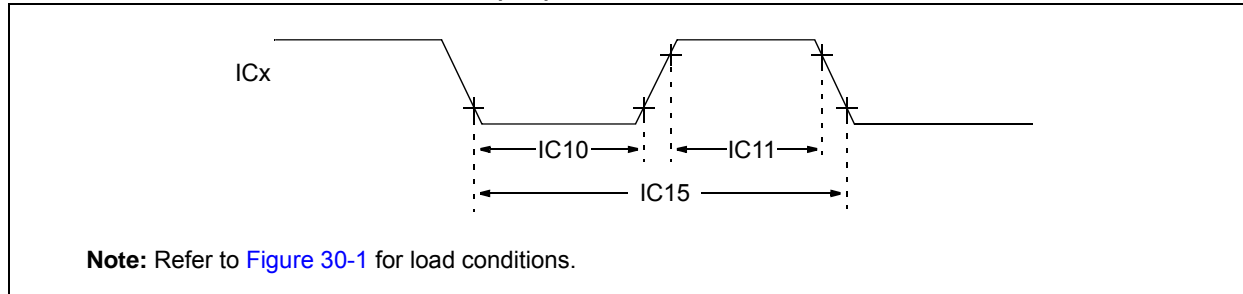 ICx
IC10
IC11
IC15
Note: Refer to Figure 30-1 for load conditions.